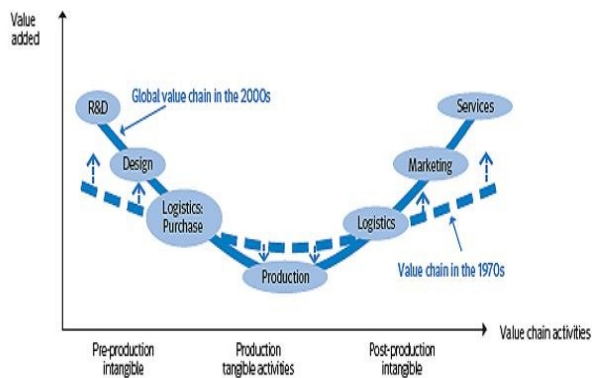 Value
added
R&D
Global value chain in the 2000s
Services
Design
Marketing
Logistics:
Purchase
Logistics
Production
Value chain in the 1970s
Value chain activities
Pre-production
intangible
Production
tangible activities
Post-production
intangible